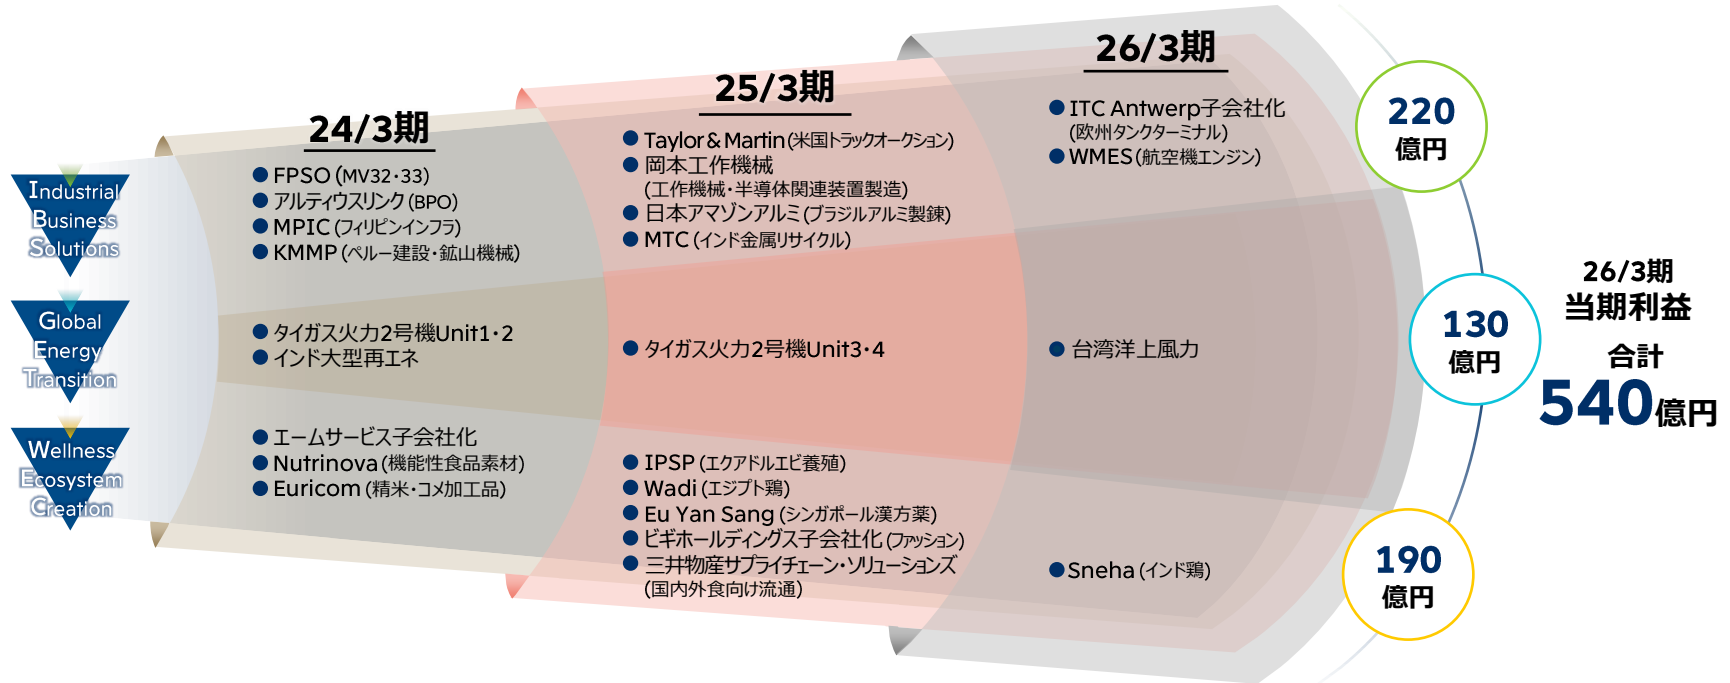 Industrial
Business
Solutions
Global
Energy
Transition
Wellness
Ecosystem
Creation
24/3期
● FPSO (MV32・33)
● アルティウスリンク (BPO)
● MPIC (フィリピンインフラ)
● KMMP (ペルー建設・鉱山機械)
● タイガス火力2号機Unit1・2
● インド大型再エネ
● エームサービス子会社化
● Nutrinova (機能性食品素材)
● Euricom (精米・コメ加工品)
25/3期
● Taylor & Martin (米国トラックオークション)
● 岡本工作機械
(工作機械・半導体関連装置製造)
● 日本アマゾンアルミ (ブラジルアルミ製錬)
● MTC (インド金属リサイクル)
● タイガス火力2号機Unit3・4
● IPSP (エクアドルエビ養殖)
● Wadi (エジプト鶏)
● Eu Yan Sang (シンガポール漢方薬)
● ビギホールディングス子会社化 (ファッション)
● 三井物産サプライチェーン・ソリューションズ
(国内外食向け流通)
26/3期
● ITC Antwerp子会社化
(欧州タンクターミナル)
● WMES (航空機エンジン)
● 台湾洋上風力
● Sneha (インド鶏)
220
億円
130
億円
190
億円
26/3期
当期利益
合計
540億円